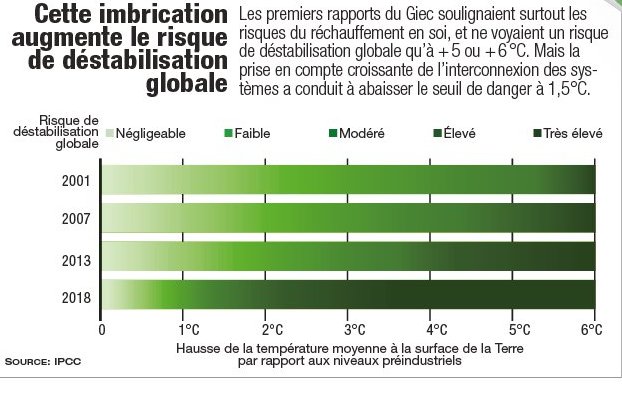 Cette imbrication
augmente le risque
de déstabilisation
globale
Les premiers rapports du Giec soulignaient surtout les
risques du réchauffement en soi, et ne voyaient un risque
de déstabilisation globale qu’à +5 ou +6°C. Mais la
prise en compte croissante de l’interconnexion des sys-
tèmes a conduit à abaisser le seuil de danger à 1,5°C.
Risque de
déstabilisation
globale
Négligeable Faible Modéré Élevé Très élevé
2001
2007
2013
2018
0 1°C 2°C 3°C 4°C 5°C 6°C
Hausse de la température moyenne à la surface de la Terre
par rapport aux niveaux préindustriels
SOURCE: IPCC